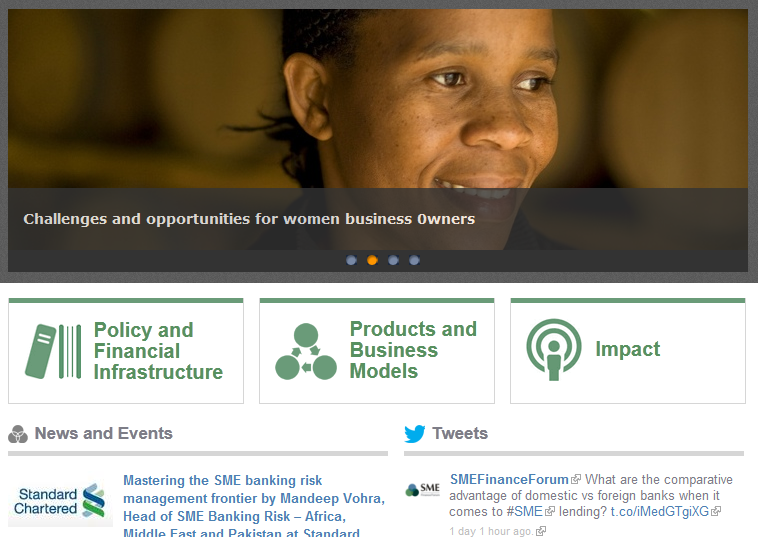 Challenges and opportunities for women business 0wners
Policy and
Financial
Infrastructure
Products and
Business
Models
Impact
News and Events
Standard
Chartered
Mastering the SME banking risk
management frontier by Mandeep Vohra,
Head of SME Banking Risk – Africa,
Middle East and Pakistan at Standard
Tweets
SME
SMEFinanceForum What are the comparative
advantage of domestic vs foreign banks when it
comes to #SME lending? t.co/iMedGTgiXG
1 day 1 hour ago.